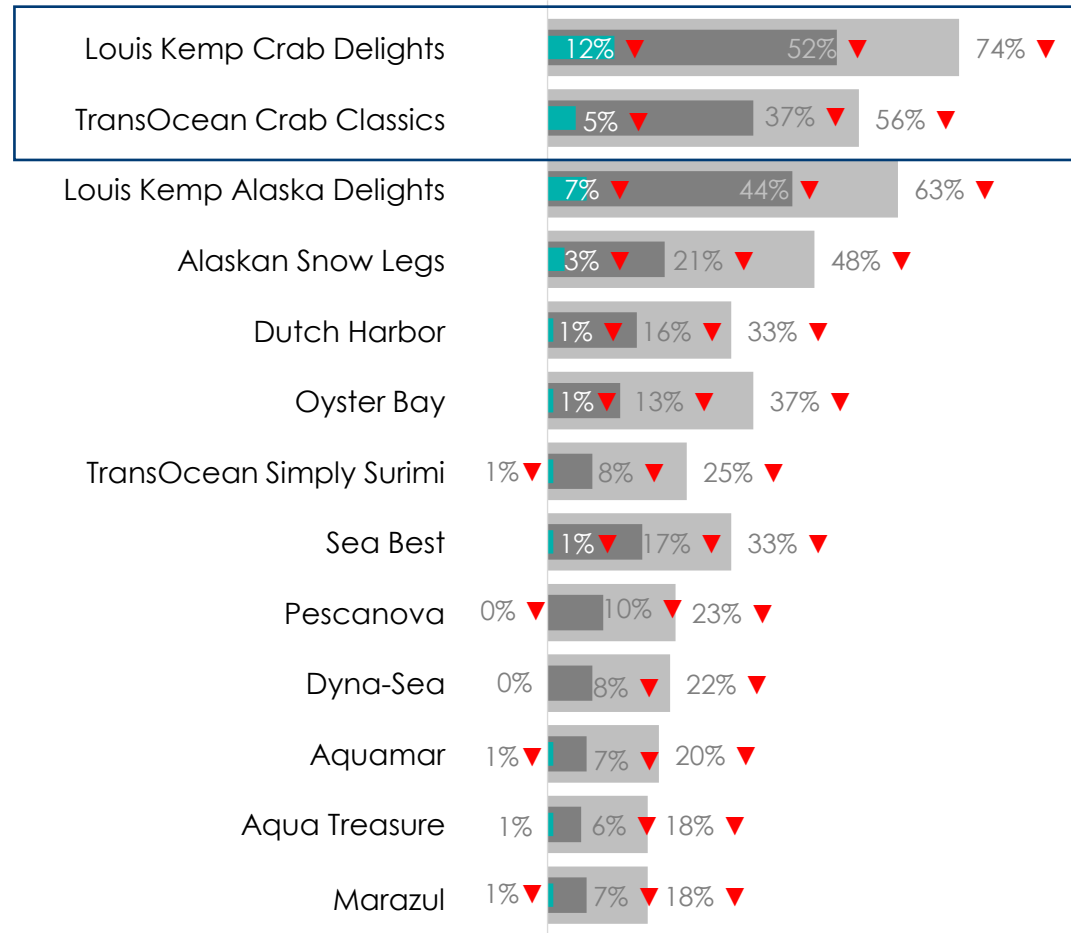 Louis Kemp Crab Delights 12% ▼ 52% ▼ 74% ▼
TransOcean Crab Classics 5% ▼ 37% ▼ 56% ▼
Louis Kemp Alaska Delights 7% ▼ 44% ▼ 63% ▼
Alaskan Snow Legs 3% ▼ 21% ▼ 48% ▼
Dutch Harbor 1% ▼ 16% ▼ 33% ▼
Oyster Bay 1% ▼ 13% ▼ 37% ▼
TransOcean Simply Surimi 1% ▼ 8% ▼ 25% ▼
Sea Best 1% ▼ 17% ▼ 33% ▼
Pescanova 0% ▼ 10% ▼ 23% ▼
Dyna-Sea 0% 8% ▼ 22% ▼
Aquamar 1% ▼ 7% ▼ 20% ▼
Aqua Treasure 1% 6% ▼ 18% ▼
Marazul 1% ▼ 7% ▼ 18% ▼